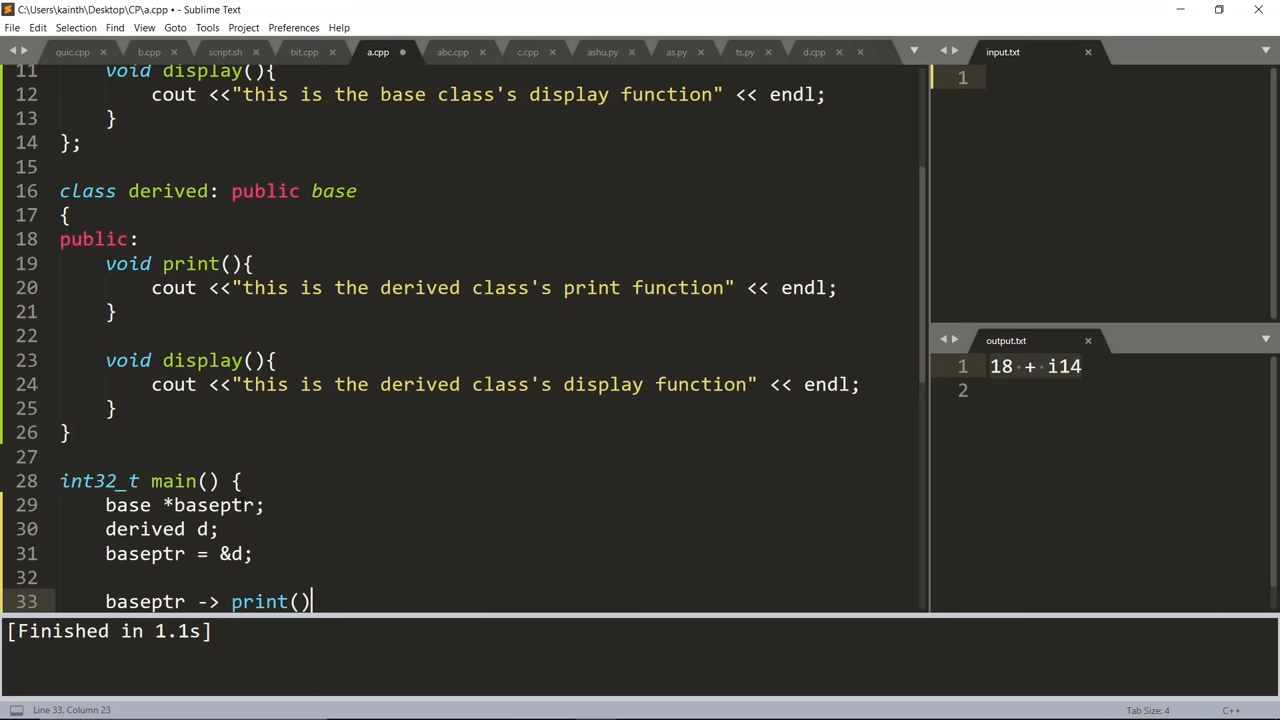 C:\Users\kainth\Desktop\CP\a.cpp • - Sublime Text
File Edit Selection Find View Goto Tools Project Preferences Help
quic.cpp b.cpp script.sh bit.cpp a.cpp abc.cpp c.cpp ashu.py as.py ts.py d.cpp
11 void display(){
12 cout <<"this is the base class's display function" << endl;
13 }
14 };
15
16 class derived: public base
17 {
18 public:
19 void print(){
20 cout <<"this is the derived class's print function" << endl;
21 }
22
23 void display(){
24 cout <<"this is the derived class's display function" << endl;
25 }
26 }
27
28 int32_t main() {
29 base *baseptr;
30 derived d;
31 baseptr = &d;
32
33 baseptr -> print()
input.txt
1
output.txt
1 18 + i14
2
[Finished in 1.1s]
Line 33, Column 23
Tab Size: 4
C++